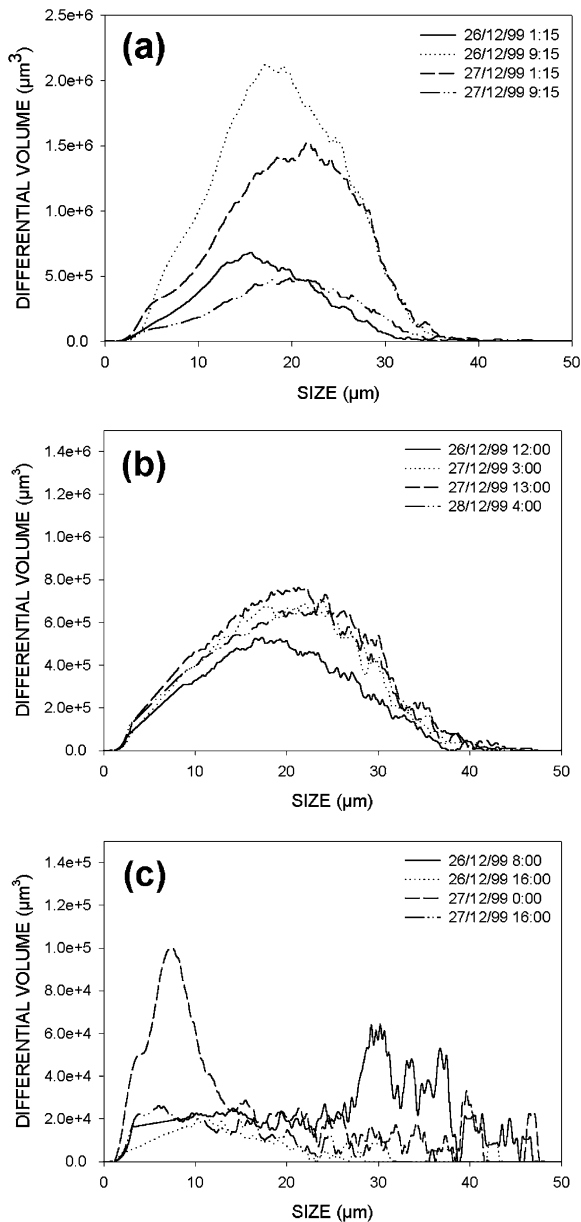 (a)
26/12/99 1:15
26/12/99 9:15
27/12/99 1:15
27/12/99 9:15
DIFFERENTIAL VOLUME (µm³)
2.5e+6
2.0e+6
1.5e+6
1.0e+6
5.0e+5
0.0
0 10 20 30 40 50
SIZE (µm)
(b)
26/12/99 12:00
27/12/99 3:00
27/12/99 13:00
28/12/99 4:00
DIFFERENTIAL VOLUME (µm³)
1.4e+6
1.2e+6
1.0e+6
8.0e+5
6.0e+5
4.0e+5
2.0e+5
0.0
0 10 20 30 40 50
SIZE (µm)
(c)
26/12/99 8:00
26/12/99 16:00
27/12/99 0:00
27/12/99 16:00
DIFFERENTIAL VOLUME (µm³)
1.4e+5
1.2e+5
1.0e+5
8.0e+4
6.0e+4
4.0e+4
2.0e+4
0.0
0 10 20 30 40 50
SIZE (µm)